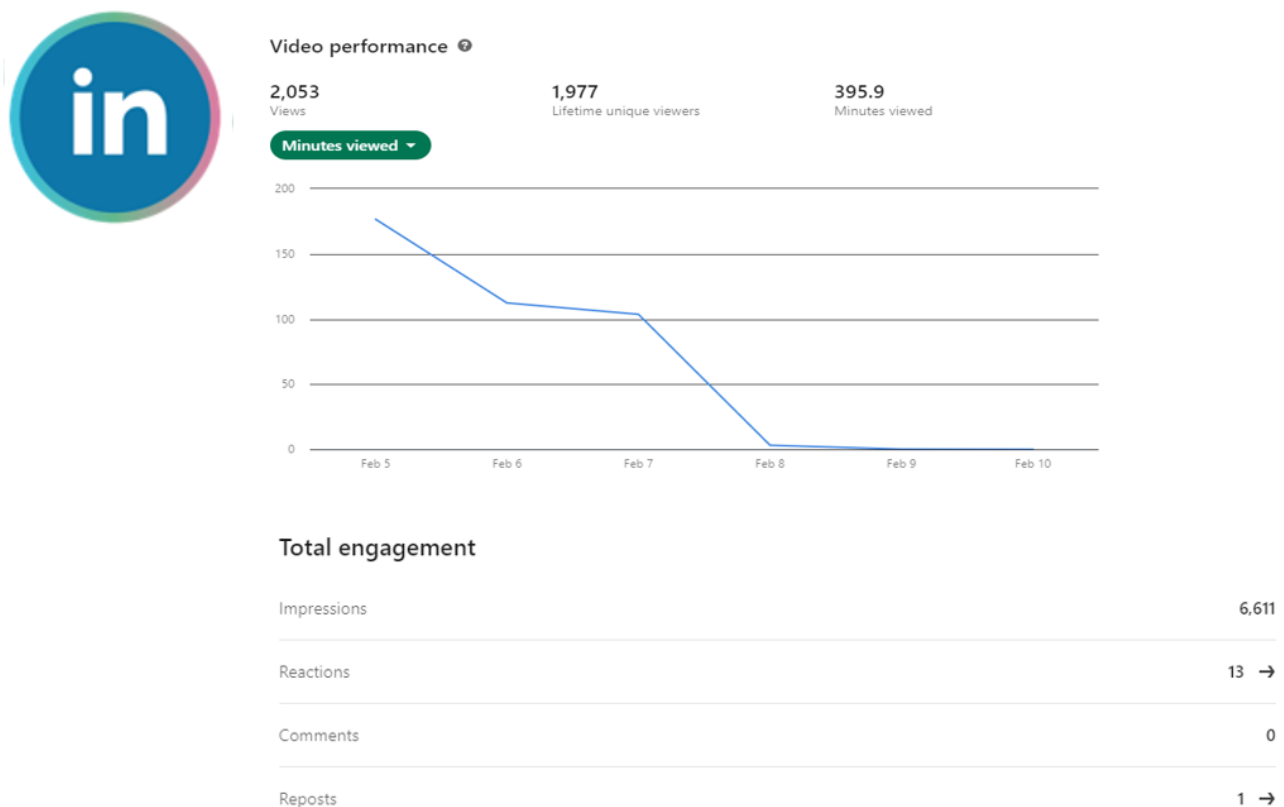 in
Video performance ?
2,053 1,977 395.9
Views Lifetime unique viewers Minutes viewed
Minutes viewed
200
150
100
50
0
Feb 5 Feb 6 Feb 7 Feb 8 Feb 9 Feb 10
Total engagement
Impressions 6,611
Reactions 13 →
Comments 0
Reposts 1 →